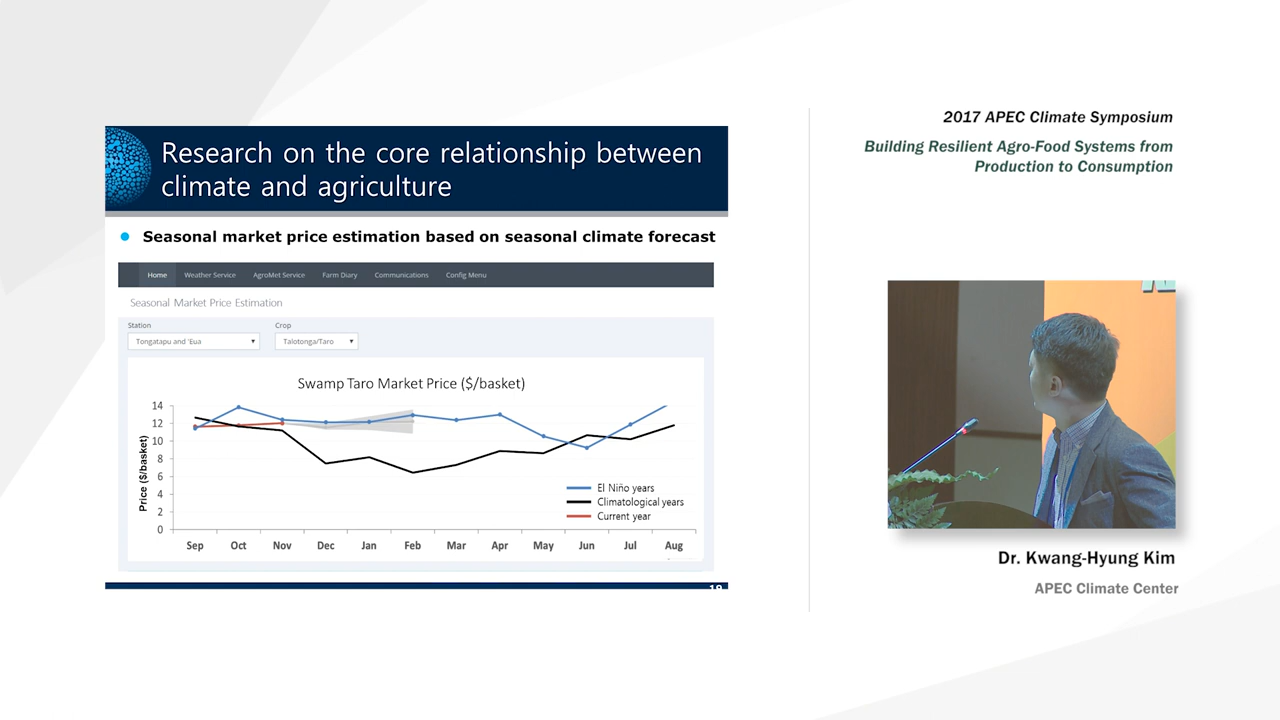 Research on the core relationship between
climate and agriculture
Seasonal market price estimation based on seasonal climate forecast
Home Weather Service AgroMet Service Farm Diary Communications Config Menu
Seasonal Market Price Estimation
Station Crop
Tongatapu and 'Eua Talotonga/Taro
Swamp Taro Market Price ($/basket)
Price ($/basket)
14
12
10
8
6
4
2
0
El Niño years
Climatological years
Current year
Sep Oct Nov Dec Jan Feb Mar Apr May Jun Jul Aug
2017 APEC Climate Symposium
Building Resilient Agro-Food Systems from
Production to Consumption
Dr. Kwang-Hyung Kim
APEC Climate Center